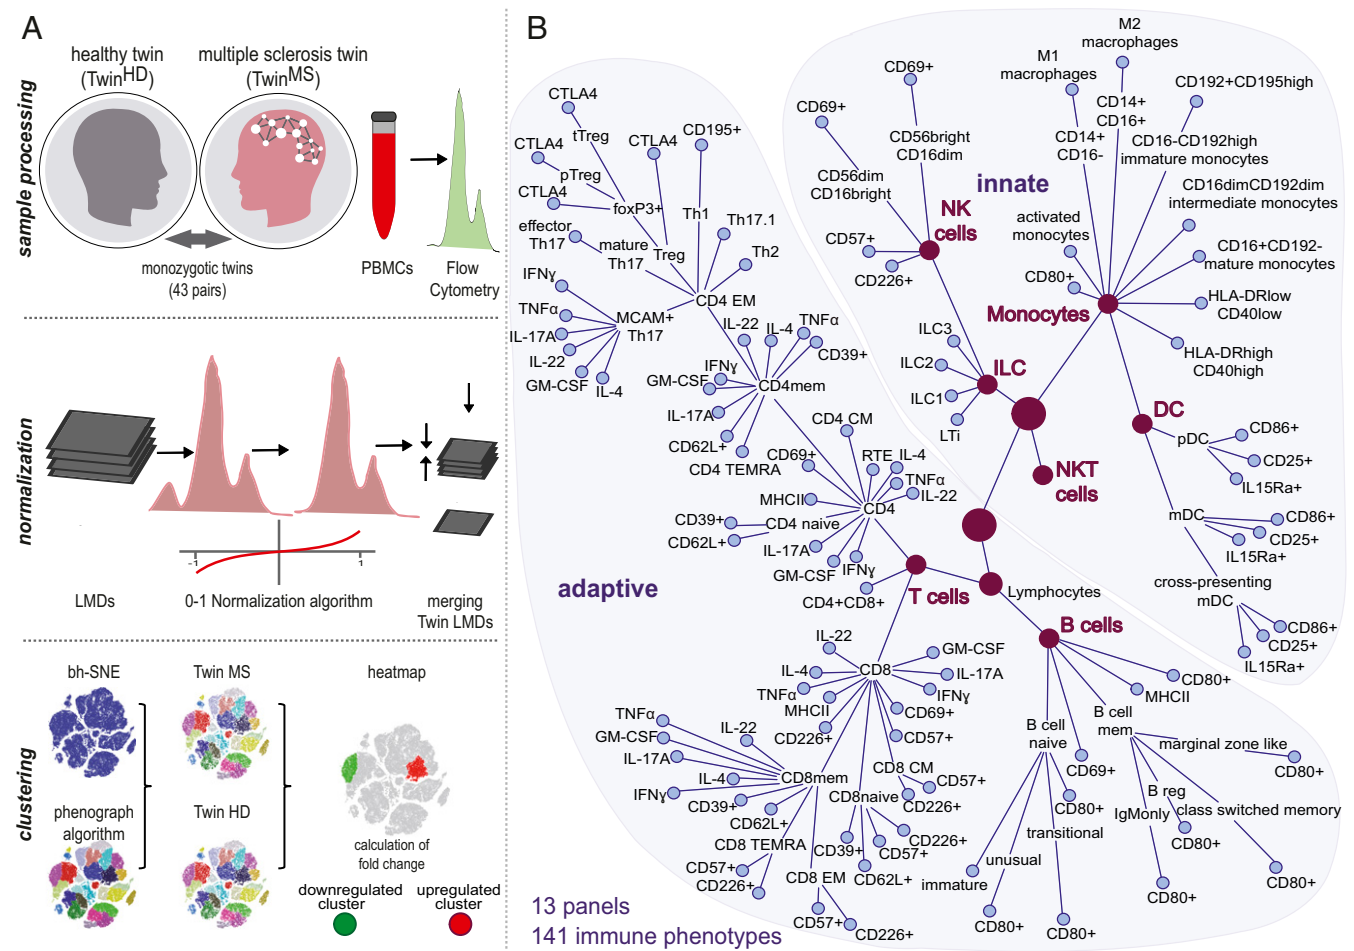 A
healthy twin
(TwinHD)
multiple sclerosis twin
(TwinMS)
sample processing
monozygotic twins
(43 pairs)
PBMCs
Flow
Cytometry
normalization
-1
1
LMDs
0-1 Normalization algorithm
merging
Twin LMDs
clustering
bh-SNE
Twin MS
heatmap
phenograph
algorithm
Twin HD
calculation of
fold change
downregulated
cluster
upregulated
cluster
B
adaptive
CTLA4
tTreg
CTLA4
pTreg
CTLA4
foxP3+
CTLA4
CD195+
effector
Th17
mature
Th17
Treg
Th1
Th17.1
Th2
CD4 EM
IFNγ
TNFα
IL-17A
IL-22
GM-CSF
IL-4
MCAM+
Th17
IL-22
IL-4
TNFα
CD39+
IFNγ
GM-CSF
CD4mem
IL-17A
CD62L+
CD4 TEMRA
CD4 CM
CD69+
RTE
IL-4
TNFα
IL-22
MHCII
CD4
CD39+
CD4 naive
CD62L+
IL-17A
GM-CSF
IFNγ
CD4+CD8+
T cells
Lymphocytes
B cells
IL-22
GM-CSF
IL-4
CD8
IL-17A
TNFα
IFNγ
MHCII
CD69+
CD226+
CD57+
TNFα
GM-CSF
IL-22
IL-17A
IL-4
CD8mem
IFNγ
CD39+
CD62L+
CD8 CM
CD57+
CD226+
CD8naive
CD8 TEMRA
CD39+
CD57+
CD226+
CD62L+
CD57+
CD226+
CD8 EM
CD57+
CD226+
CD80+
MHCII
B cell
naive
B cell
mem
CD69+
CD80+
marginal zone like
CD80+
B reg
class switched memory
IgMonly
transitional
CD80+
unusual
immature
CD80+
CD80+
CD80+
CD80+
13 panels
141 immune phenotypes
innate
CD69+
CD69+
CD56bright
CD16dim
CD56dim
CD16bright
NK
cells
CD57+
CD226+
M2
macrophages
M1
macrophages
CD192+CD195high
CD14+
CD16+
CD14+
CD16-
CD16-CD192high
immature monocytes
CD16dimCD192dim
intermediate monocytes
activated
monocytes
CD16+CD192-
mature monocytes
CD80+
HLA-DRlow
CD40low
Monocytes
HLA-DRhigh
CD40high
ILC3
ILC2
ILC1
LTi
ILC
NKT
cells
DC
pDC
CD86+
CD25+
IL15Ra+
mDC
CD86+
CD25+
IL15Ra+
cross-presenting
mDC
CD86+
CD25+
IL15Ra+